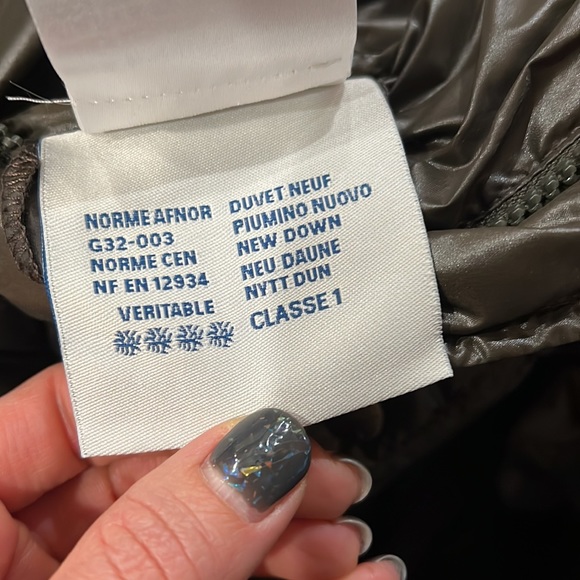 NORME AFNOR
G32-003
NORME CEN
NF EN 12934
VERITABLE
DUVET NEUF
PIUMINO NUOVO
NEW DOWN
NEU DAUNE
NYTT DUN
CLASSE 1